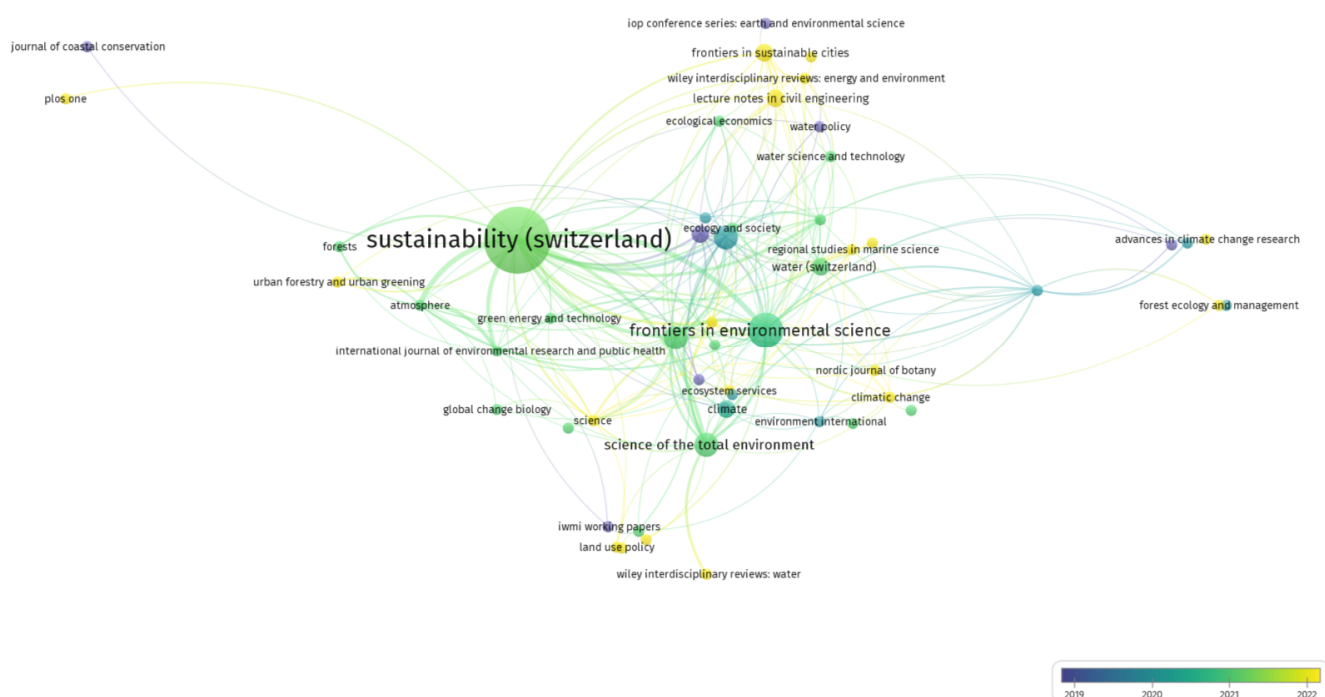 iop conference series: earth and environmental science
journal of coastal conservation
frontiers in sustainable cities
wiley interdisciplinary reviews: energy and environment
plos one
lecture notes in civil engineering
ecological economics
water policy
water science and technology
ecology and society
sustainability (switzerland)
advances in climate change research
forests
regional studies in marine science
water (switzerland)
urban forestry and urban greening
atmosphere
forest ecology and management
green energy and technology
frontiers in environmental science
international journal of environmental research and public health
nordic journal of botany
ecosystem services
climatic change
global change biology
climate
science
environment international
science of the total environment
iwmi working papers
land use policy
wiley interdisciplinary reviews: water
2019
2020
2021
2022